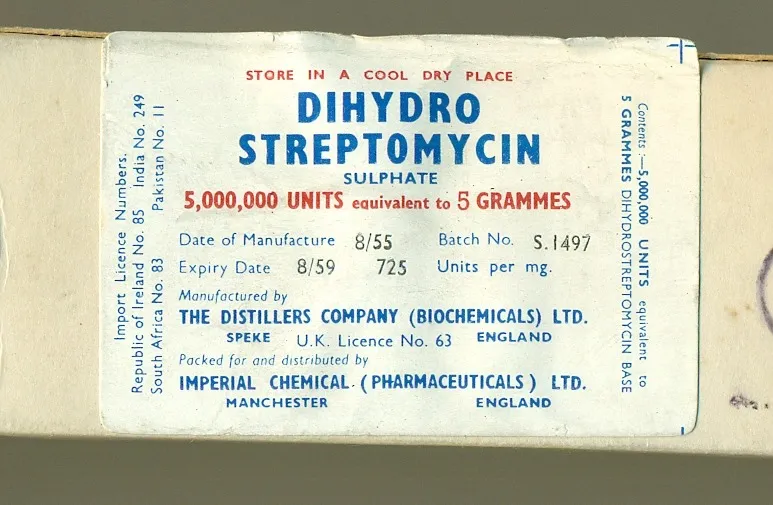 STORE IN A COOL DRY PLACE
DIHYDRO
STREPTOMYCIN
SULPHATE
5,000,000 UNITS equivalent to 5 GRAMMES
Date of Manufacture 8/55 Batch No. S.1497
Expiry Date 8/59 725 Units per mg.
Manufactured by
THE DISTILLERS COMPANY (BIOCHEMICALS) LTD.
SPEKE U.K. Licence No. 63 ENGLAND
Packed for and distributed by
IMPERIAL CHEMICAL (PHARMACEUTICALS) LTD.
MANCHESTER ENGLAND
Import Licence Numbers.
Republic of Ireland No. 85 India No. 249
South Africa No. 83 Pakistan No. 11
Contents :—5,000,000 UNITS equivalent to
5 GRAMMES DIHYDROSTREPTOMYCIN BASE